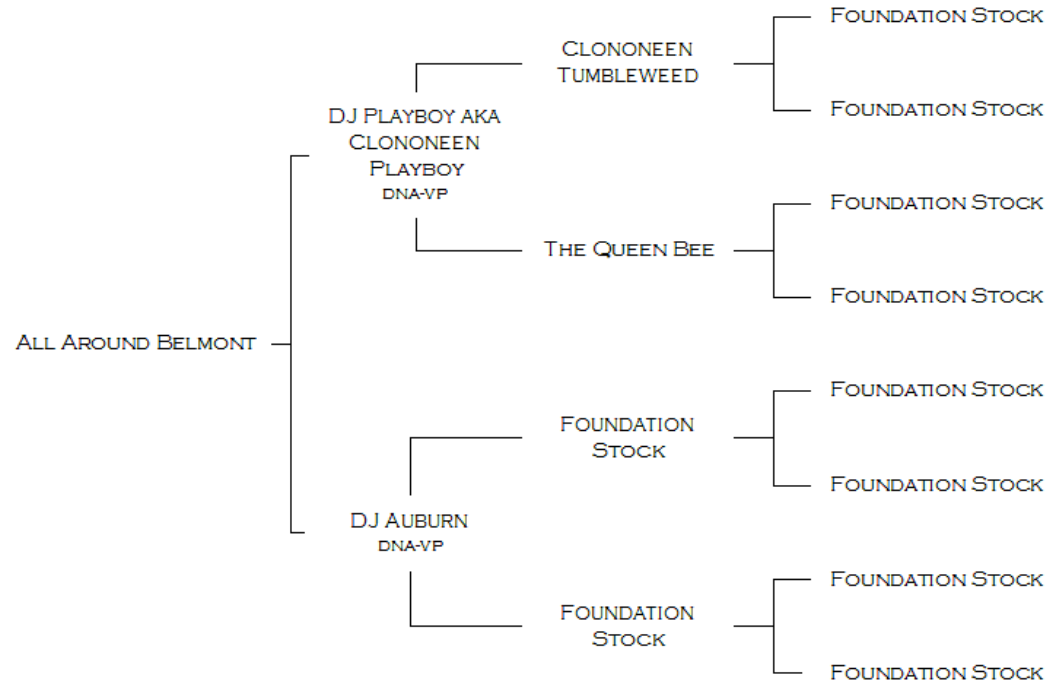 Foundation Stock
Clononeen
Tumbleweed
Foundation Stock
DJ Playboy aka
Clononeen
Playboy
DNA-VP
Foundation Stock
The Queen Bee
Foundation Stock
All Around Belmont
Foundation Stock
Foundation
Stock
Foundation Stock
DJ Auburn
DNA-VP
Foundation Stock
Foundation
Stock
Foundation Stock